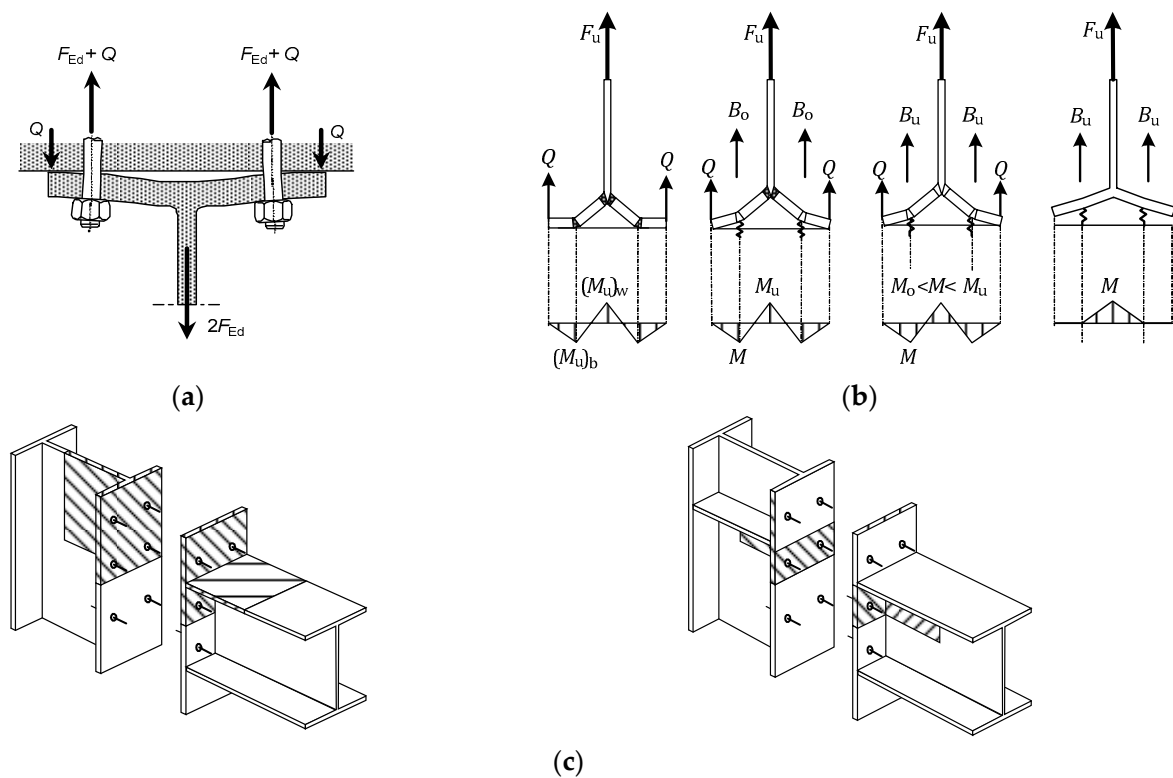 F_Ed + Q F_Ed + Q
Q Q
2F_Ed
(a)
F_u F_u F_u F_u
B_o B_o B_u B_u B_u B_u
Q Q Q Q Q Q
(M_u)_w M_u M_o < M < M_u M
(M_u)_b M M
(b)
(c)